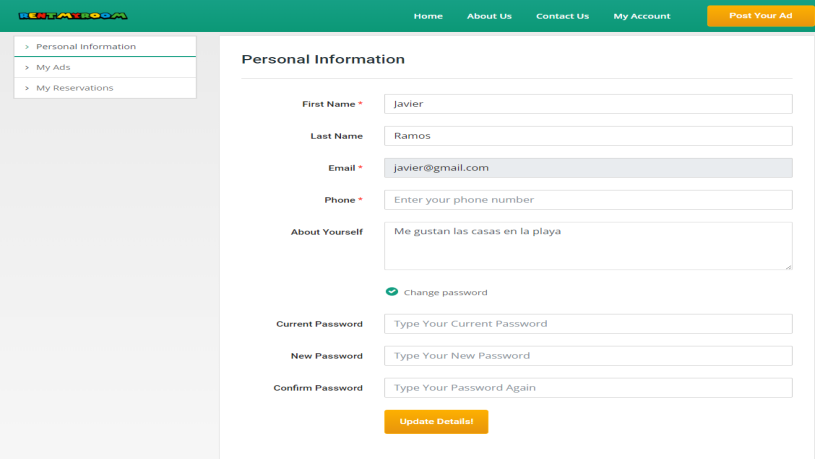 RENTMYROOM
Home About Us Contact Us My Account Post Your Ad
> Personal Information
> My Ads
> My Reservations
Personal Information
First Name * Javier
Last Name Ramos
Email * javier@gmail.com
Phone * Enter your phone number
About Yourself Me gustan las casas en la playa
Change password
Current Password Type Your Current Password
New Password Type Your New Password
Confirm Password Type Your Password Again
Update Details!